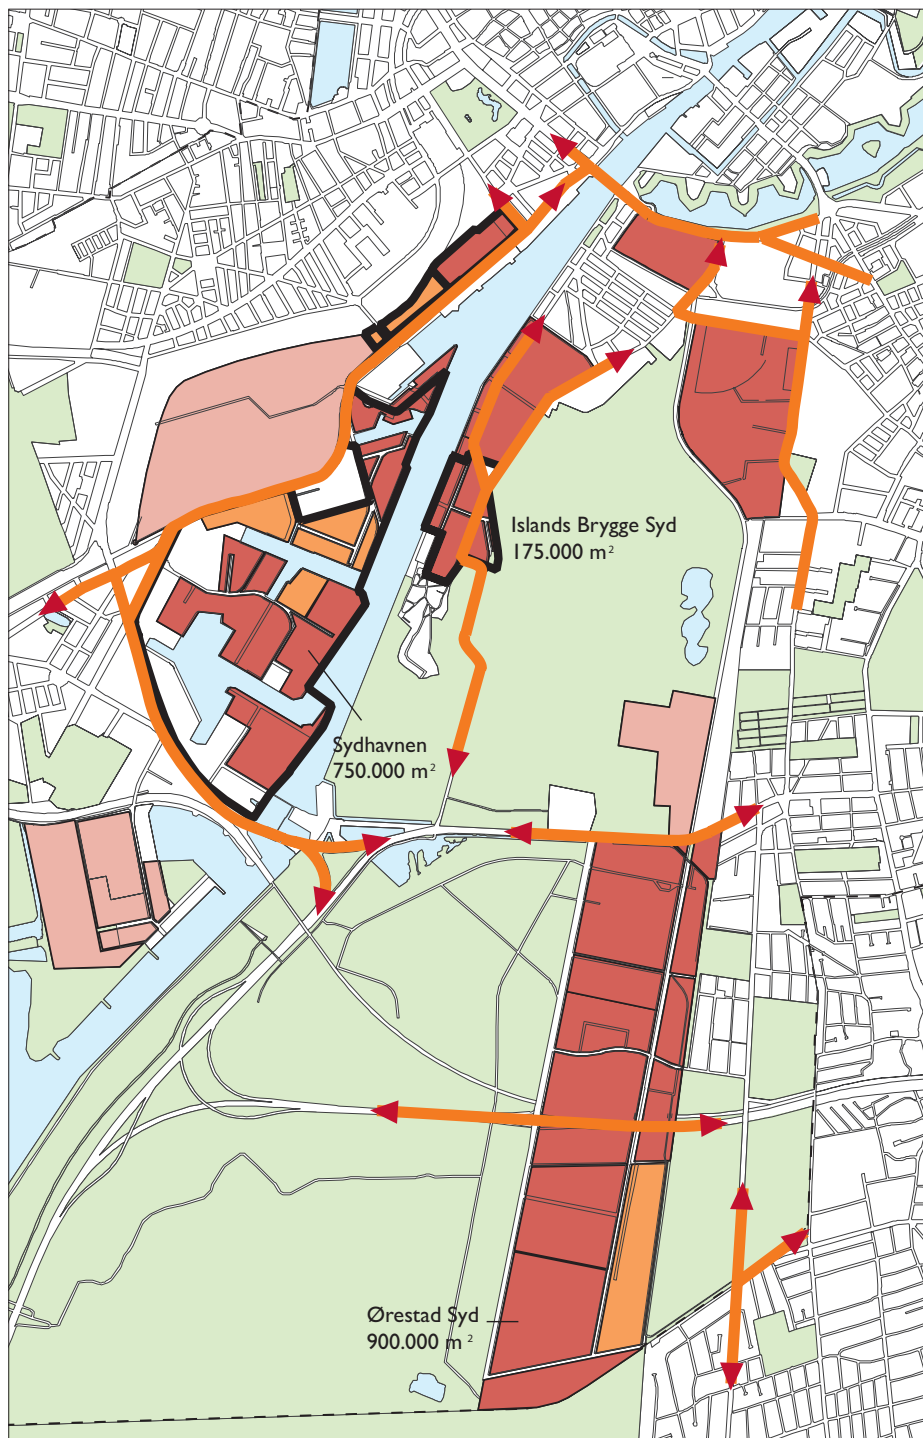 Islands Brygge Syd
175.000 m²
Sydhavnen
750.000 m²
Ørestad Syd
900.000 m²